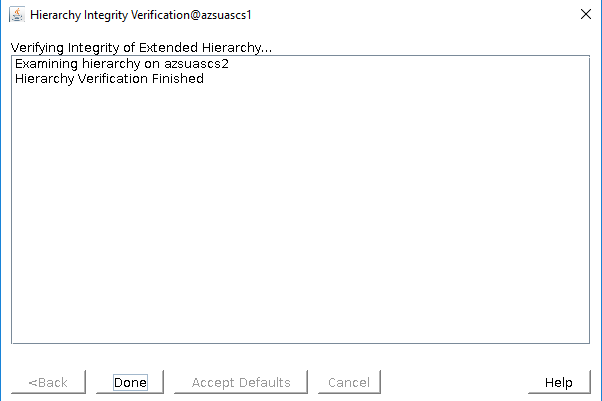 Hierarchy Integrity Verification@azsuascs1
Verifying Integrity of Extended Hierarchy...
Examining hierarchy on azsuascs2
Hierarchy Verification Finished
<Back Done Accept Defaults Cancel Help